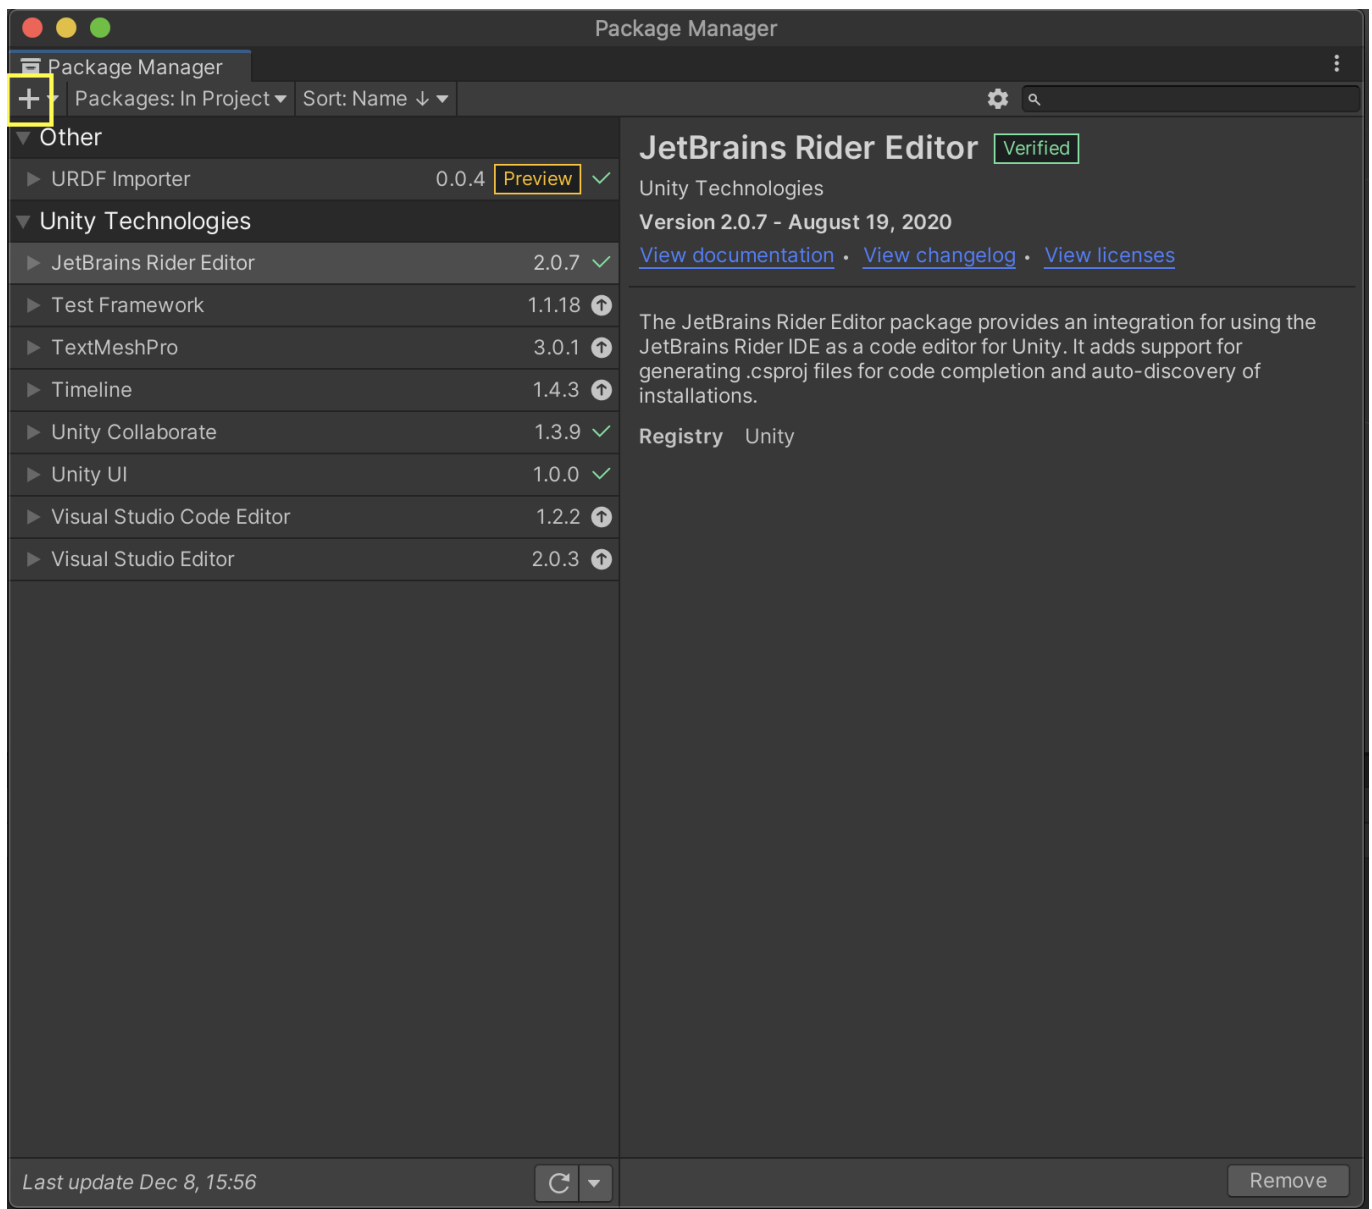 Package Manager
Package Manager
Packages: In Project
Sort: Name ↓
Other
URDF Importer 0.0.4 Preview
Unity Technologies
JetBrains Rider Editor 2.0.7
Test Framework 1.1.18
TextMeshPro 3.0.1
Timeline 1.4.3
Unity Collaborate 1.3.9
Unity UI 1.0.0
Visual Studio Code Editor 1.2.2
Visual Studio Editor 2.0.3
Last update Dec 8, 15:56
JetBrains Rider Editor Verified
Unity Technologies
Version 2.0.7 - August 19, 2020
View documentation • View changelog • View licenses
The JetBrains Rider Editor package provides an integration for using the
JetBrains Rider IDE as a code editor for Unity. It adds support for
generating .csproj files for code completion and auto-discovery of
installations.
Registry Unity
Remove